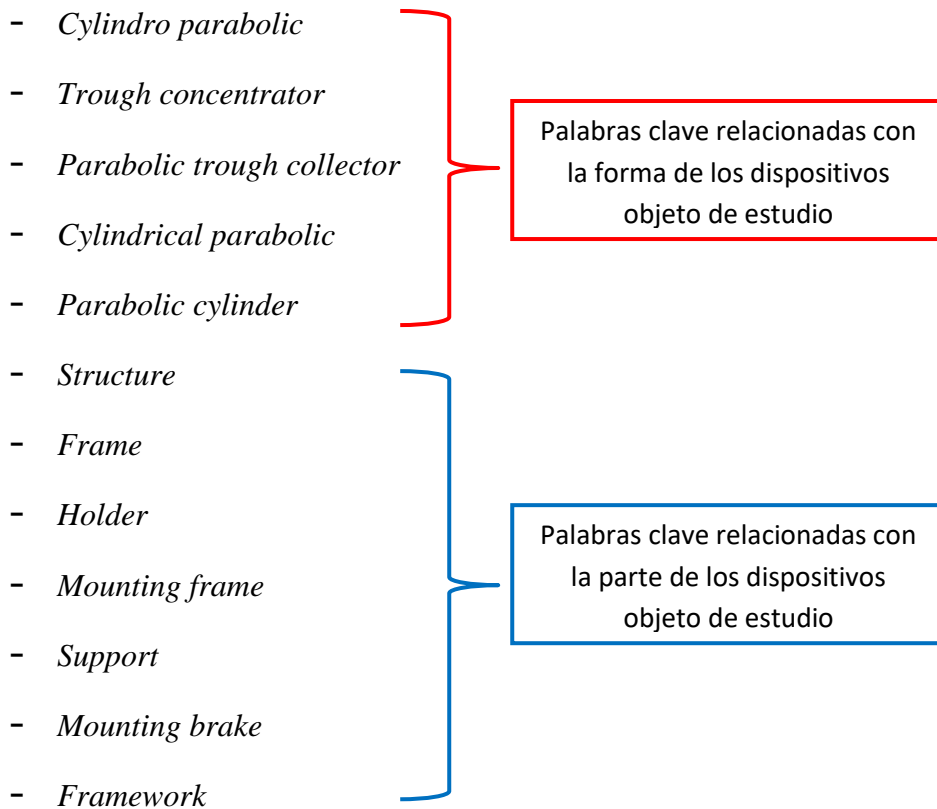 - Cylindro parabolic
- Trough concentrator
- Parabolic trough collector
- Cylindrical parabolic
- Parabolic cylinder
Palabras clave relacionadas con
la forma de los dispositivos
objeto de estudio
- Structure
- Frame
- Holder
- Mounting frame
- Support
- Mounting brake
- Framework
Palabras clave relacionadas con
la parte de los dispositivos
objeto de estudio